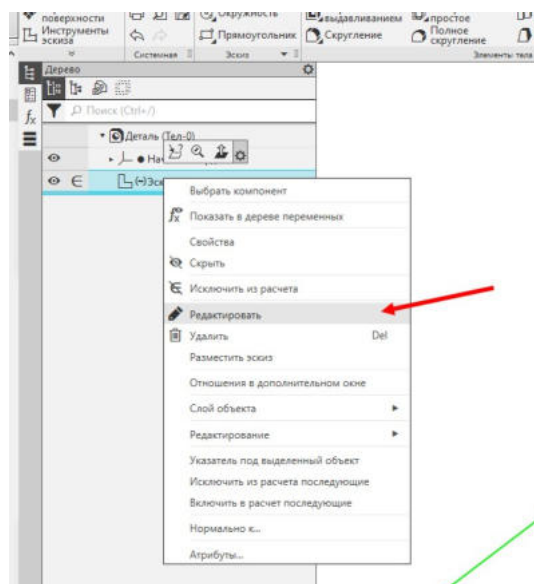 поверхности
Инструменты эскиза
Системная
Окружность
Прямоугольник
Эскиз
выдавливанием
Скругление
простое
Полное скругление
Элементы тела
Дерево
Поиск (Ctrl+/)
Деталь (Тел-0)
(-)Эск
Выбрать компонент
Показать в дереве переменных
Свойства
Скрыть
Исключить из расчета
Редактировать
Удалить Del
Разместить эскиз
Отношения в дополнительном окне
Слой объекта
Редактирование
Указатель под выделенный объект
Исключить из расчета последующие
Включить в расчет последующие
Нормально к...
Атрибуты...